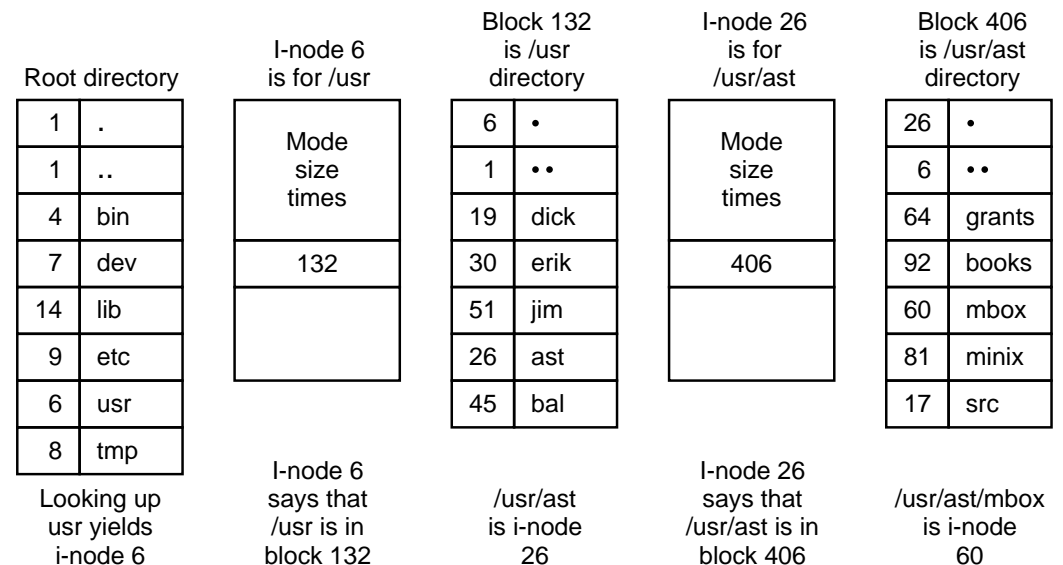 Root directory
1 .
1 ..
4 bin
7 dev
14 lib
9 etc
6 usr
8 tmp
Looking up
usr yields
i-node 6
I-node 6
is for /usr
Mode
size
times
132
I-node 6
says that
/usr is in
block 132
Block 132
is /usr
directory
6 •
1 ••
19 dick
30 erik
51 jim
26 ast
45 bal
/usr/ast
is i-node
26
I-node 26
is for
/usr/ast
Mode
size
times
406
I-node 26
says that
/usr/ast is in
block 406
Block 406
is /usr/ast
directory
26 •
6 ••
64 grants
92 books
60 mbox
81 minix
17 src
/usr/ast/mbox
is i-node
60